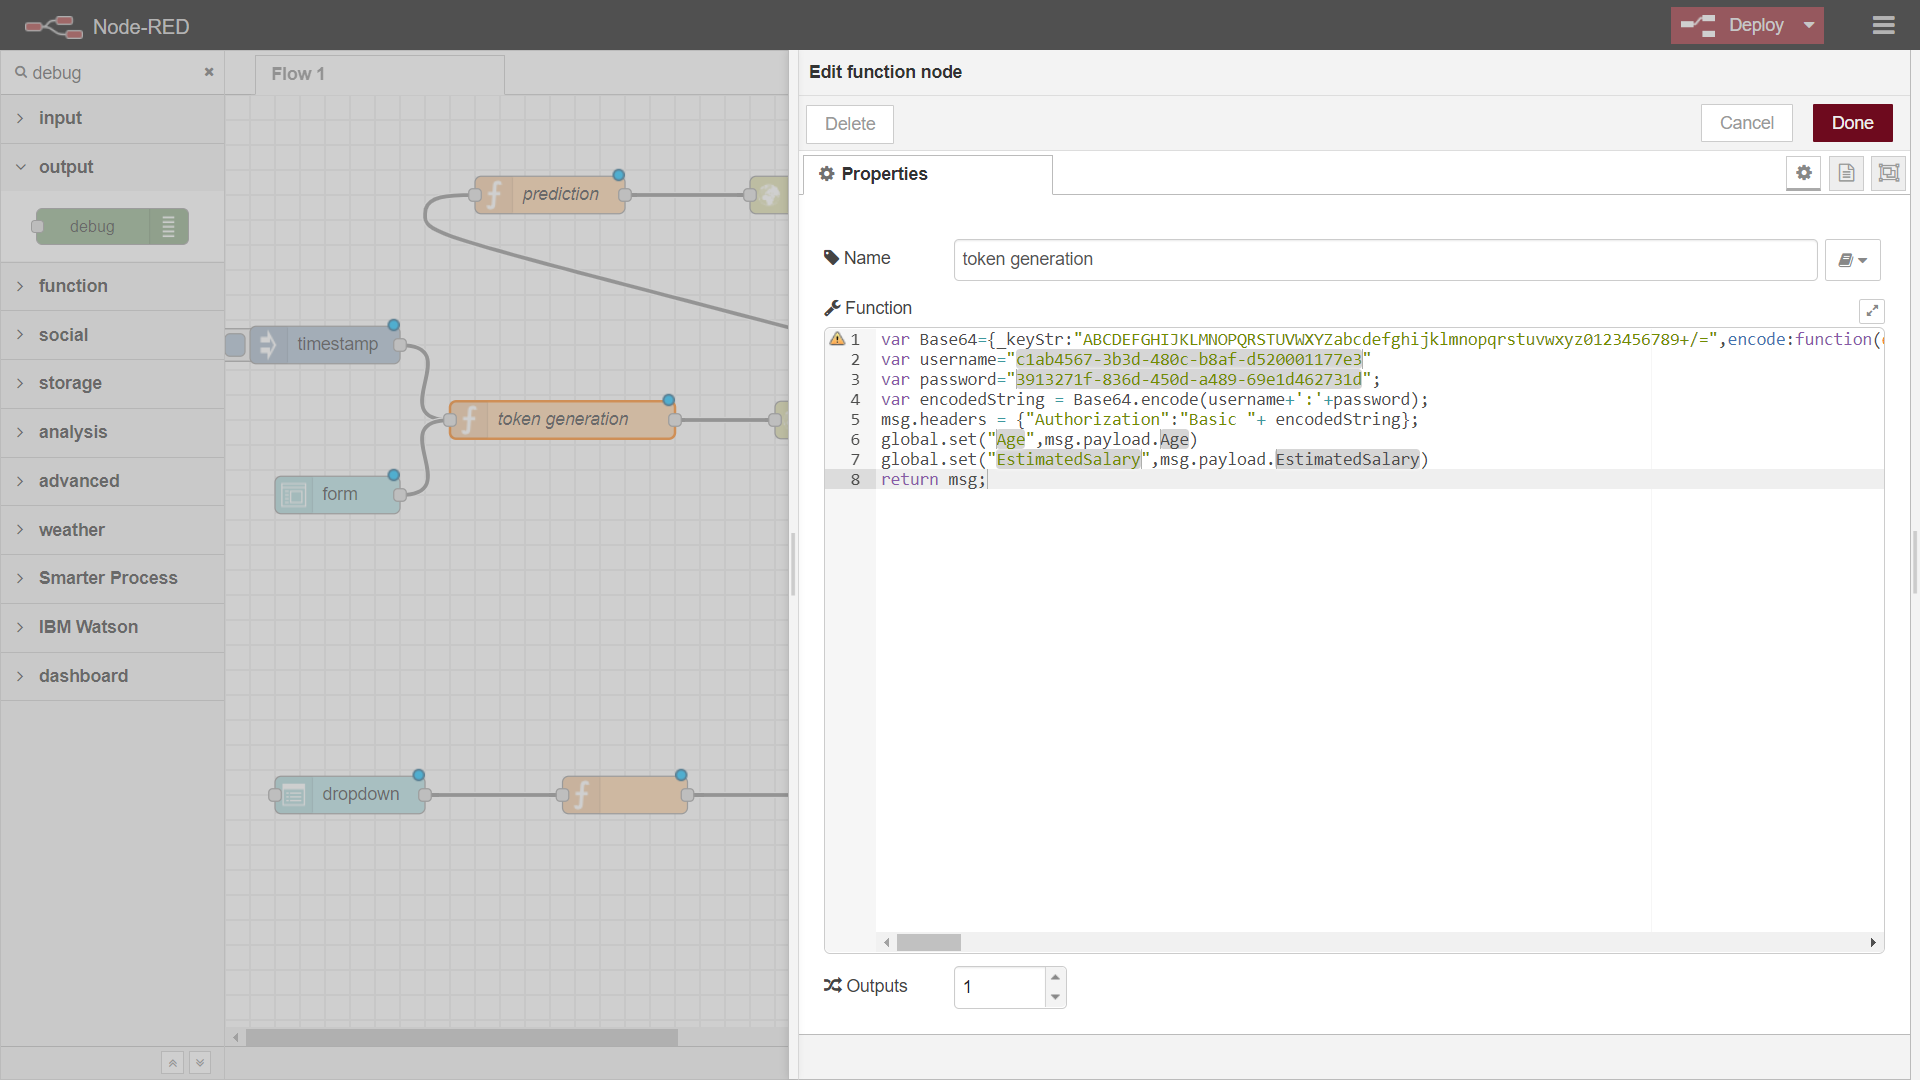 Node-RED
Deploy
debug
Flow 1
Edit function node
input
Delete
Cancel
Done
output
Properties
prediction
debug
Name
token generation
function
Function
social
timestamp
1 var Base64={_keyStr:"ABCDEFGHIJKLMNOPQRSTUVWXYZabcdefghijklmnopqrstuvwxyz0123456789+/=",encode:function(
2 var username="c1ab4567-3b3d-480c-b8af-d520001177e3"
3 var password="3913271f-836d-450d-a489-69e1d462731d";
4 var encodedString = Base64.encode(username+':'+password);
5 msg.headers = {"Authorization":"Basic "+ encodedString};
6 global.set("Age",msg.payload.Age)
7 global.set("EstimatedSalary",msg.payload.EstimatedSalary)
8 return msg;
storage
token generation
analysis
advanced
form
weather
Smarter Process
IBM Watson
dashboard
dropdown
Outputs
1